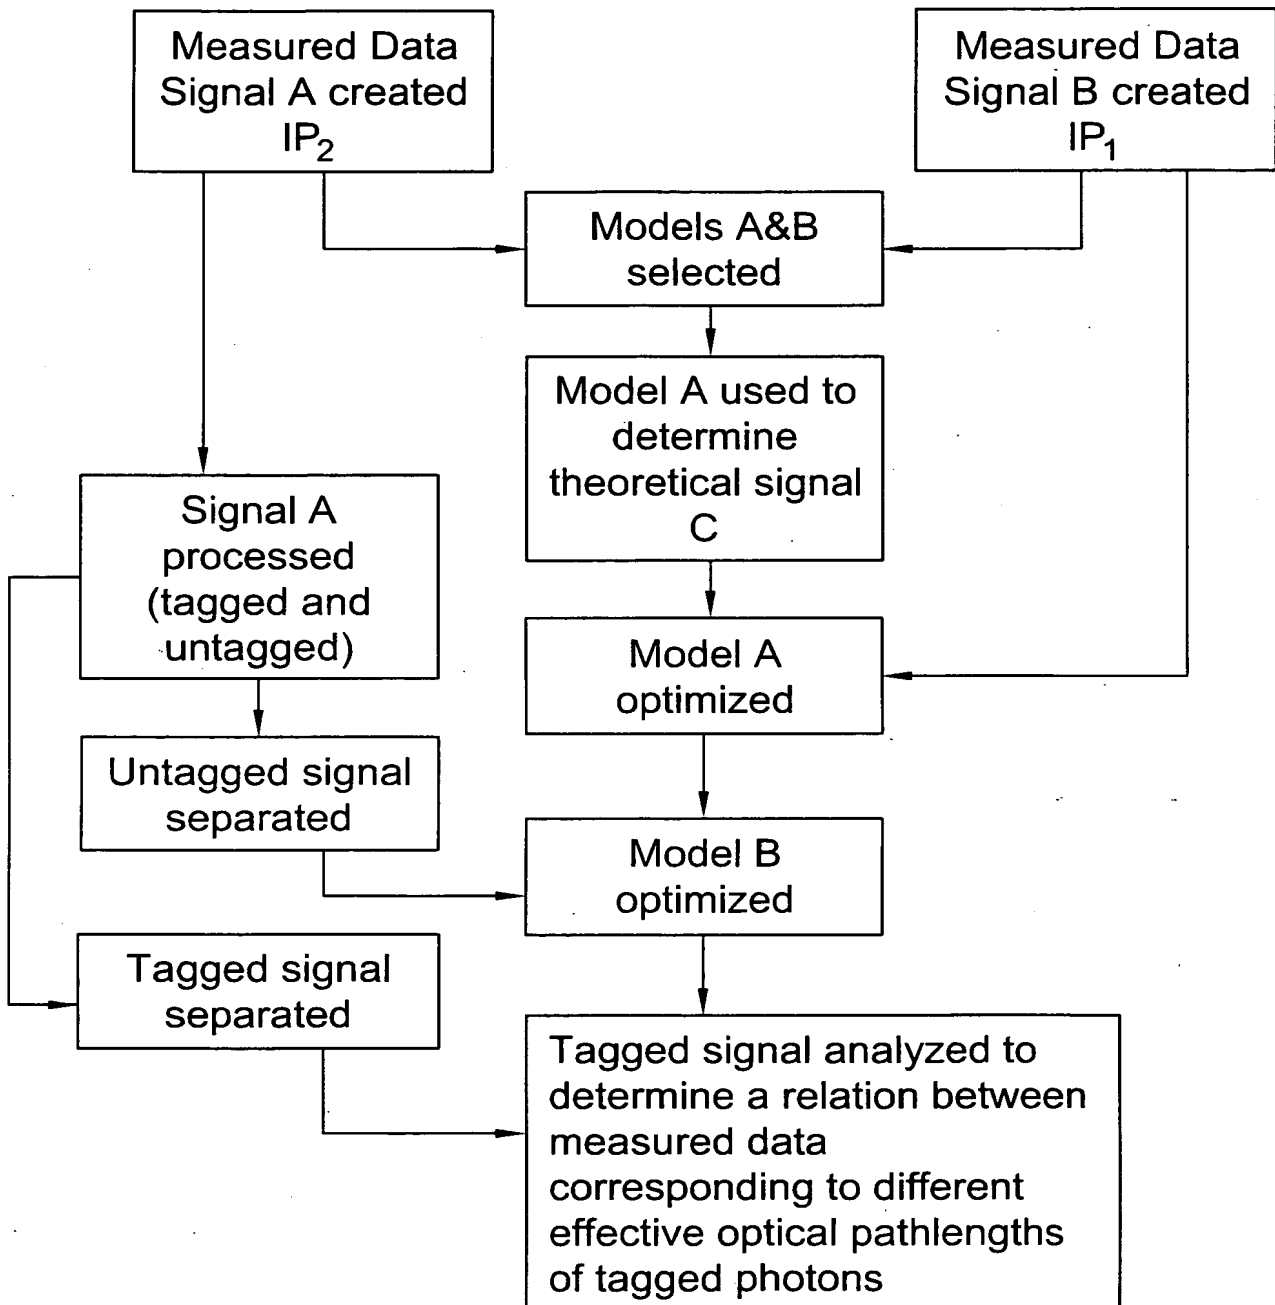 Measured Data
Signal A created
IP2
Measured Data
Signal B created
IP1
Models A&B
selected
Model A used to
determine
theoretical signal
C
Signal A
processed
(tagged and
untagged)
Model A
optimized
Untagged signal
separated
Model B
optimized
Tagged signal
separated
Tagged signal analyzed to
determine a relation between
measured data
corresponding to different
effective optical pathlengths
of tagged photons